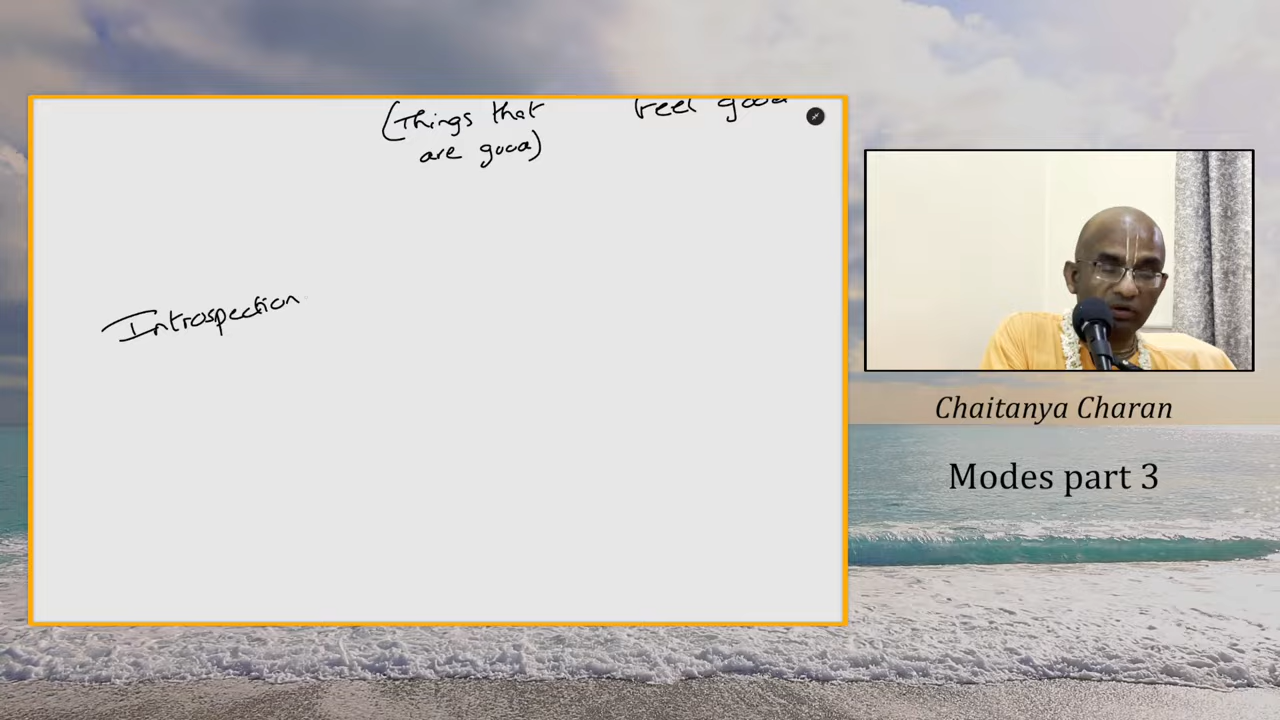 (Things that
are good)
feel good
Introspection
Chaitanya Charan
Modes part 3